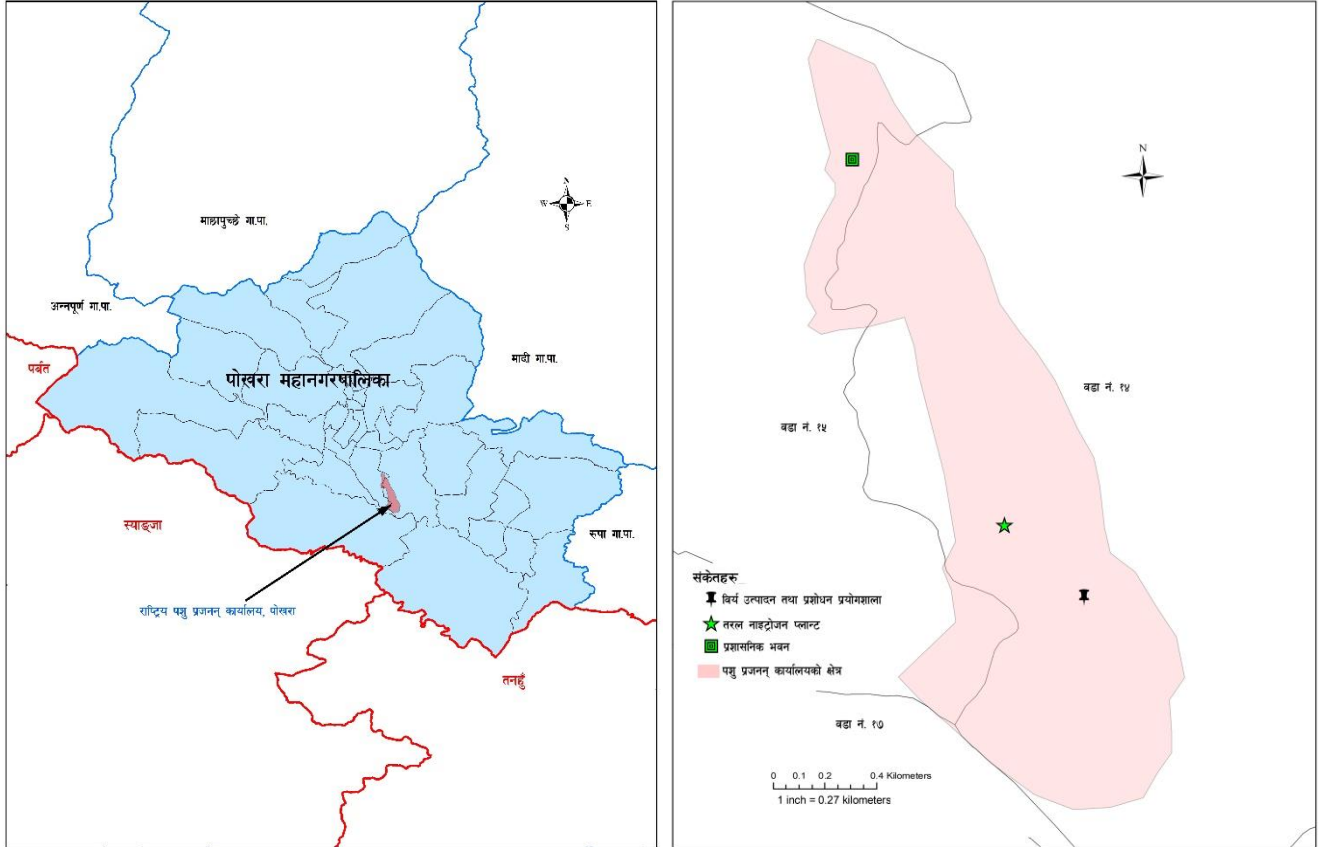 माछापुच्छ्रे गा.पा.
N
W E
S
अन्नपूर्ण गा.पा.
मादी गा.पा.
पर्बत
पोखरा महानगरपालिका
स्याङ्जा
रुपा गा.पा.
राष्ट्रिय पशु प्रजनन् कार्यालय, पोखरा
तनहुँ
N
वडा नं. १४
वडा नं. १५
संकेतहरु
बिर्य उत्पादन तथा प्रशोधन प्रयोगशाला
तरल नाइट्रोजन प्लान्ट
प्रशासनिक भवन
पशु प्रजनन् कार्यालयको क्षेत्र
वडा नं. १७
0 0.1 0.2 0.4 Kilometers
1 inch = 0.27 kilometers